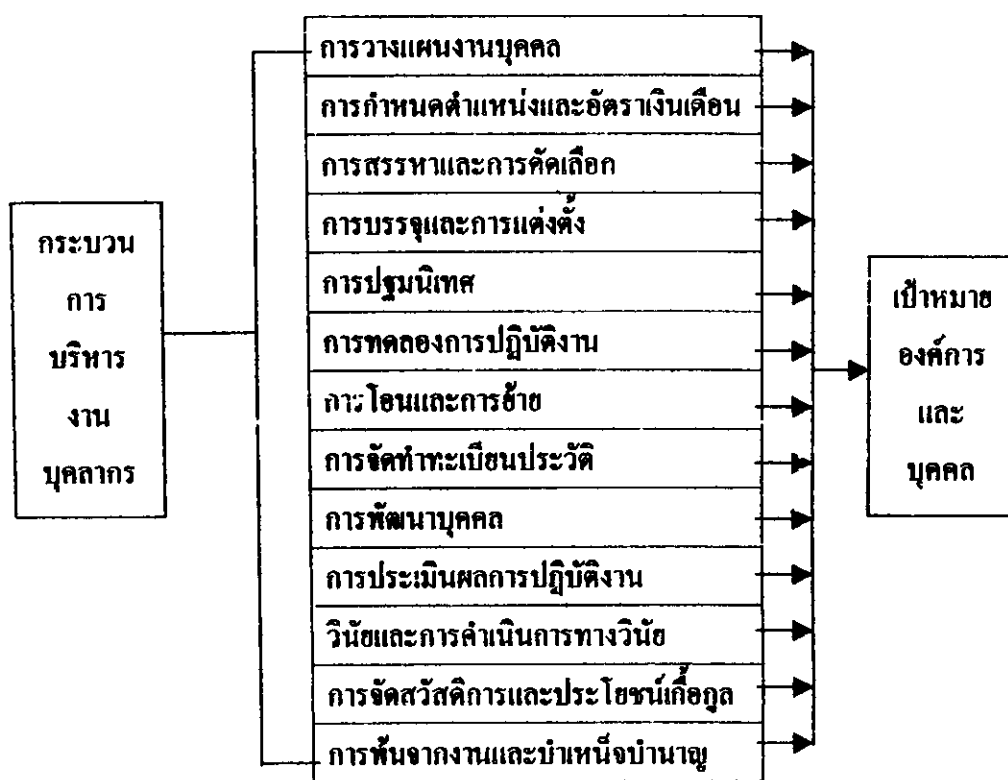 กระบวน
การ
บริหาร
งาน
บุคลากร
การวางแผนงานบุคคล
การกำหนดตำแหน่งและอัตราเงินเดือน
การสรรหาและการคัดเลือก
การบรรจุและการแต่งตั้ง
การปฐมนิเทศ
การทดลองการปฏิบัติงาน
การโอนและการย้าย
การจัดทำทะเบียนประวัติ
การพัฒนาบุคคล
การประเมินผลการปฏิบัติงาน
วินัยและการดำเนินการทางวินัย
การจัดสวัสดิการและประโยชน์เกื้อกูล
การพ้นจากงานและบำเหน็จบำนาญ
เป้าหมาย
องค์การ
และ
บุคคล